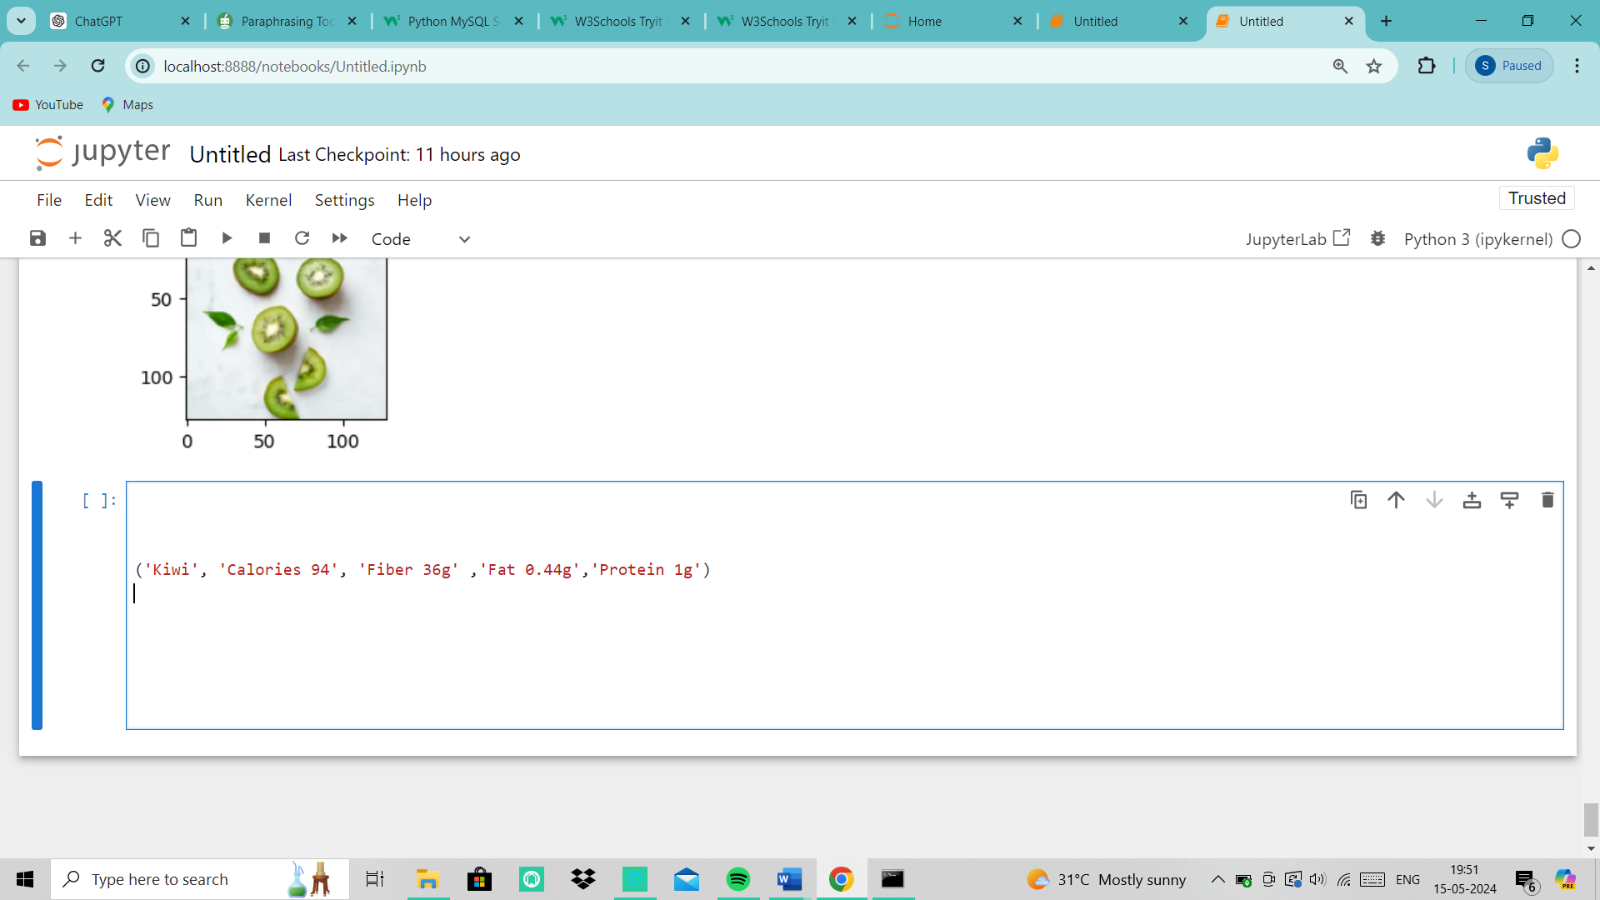 ChatGPT
Paraphrasing Too
Python MySQL S
W3Schools Tryit
W3Schools Tryit
Home
Untitled
Untitled
localhost:8888/notebooks/Untitled.ipynb
S Paused
YouTube
Maps
jupyter Untitled Last Checkpoint: 11 hours ago
File Edit View Run Kernel Settings Help
Trusted
Code
JupyterLab
Python 3 (ipykernel)
50
100
0 50 100
[ ]:
('Kiwi', 'Calories 94', 'Fiber 36g' ,'Fat 0.44g','Protein 1g')
Type here to search
31°C Mostly sunny
ENG
19:51
15-05-2024
6
PRE